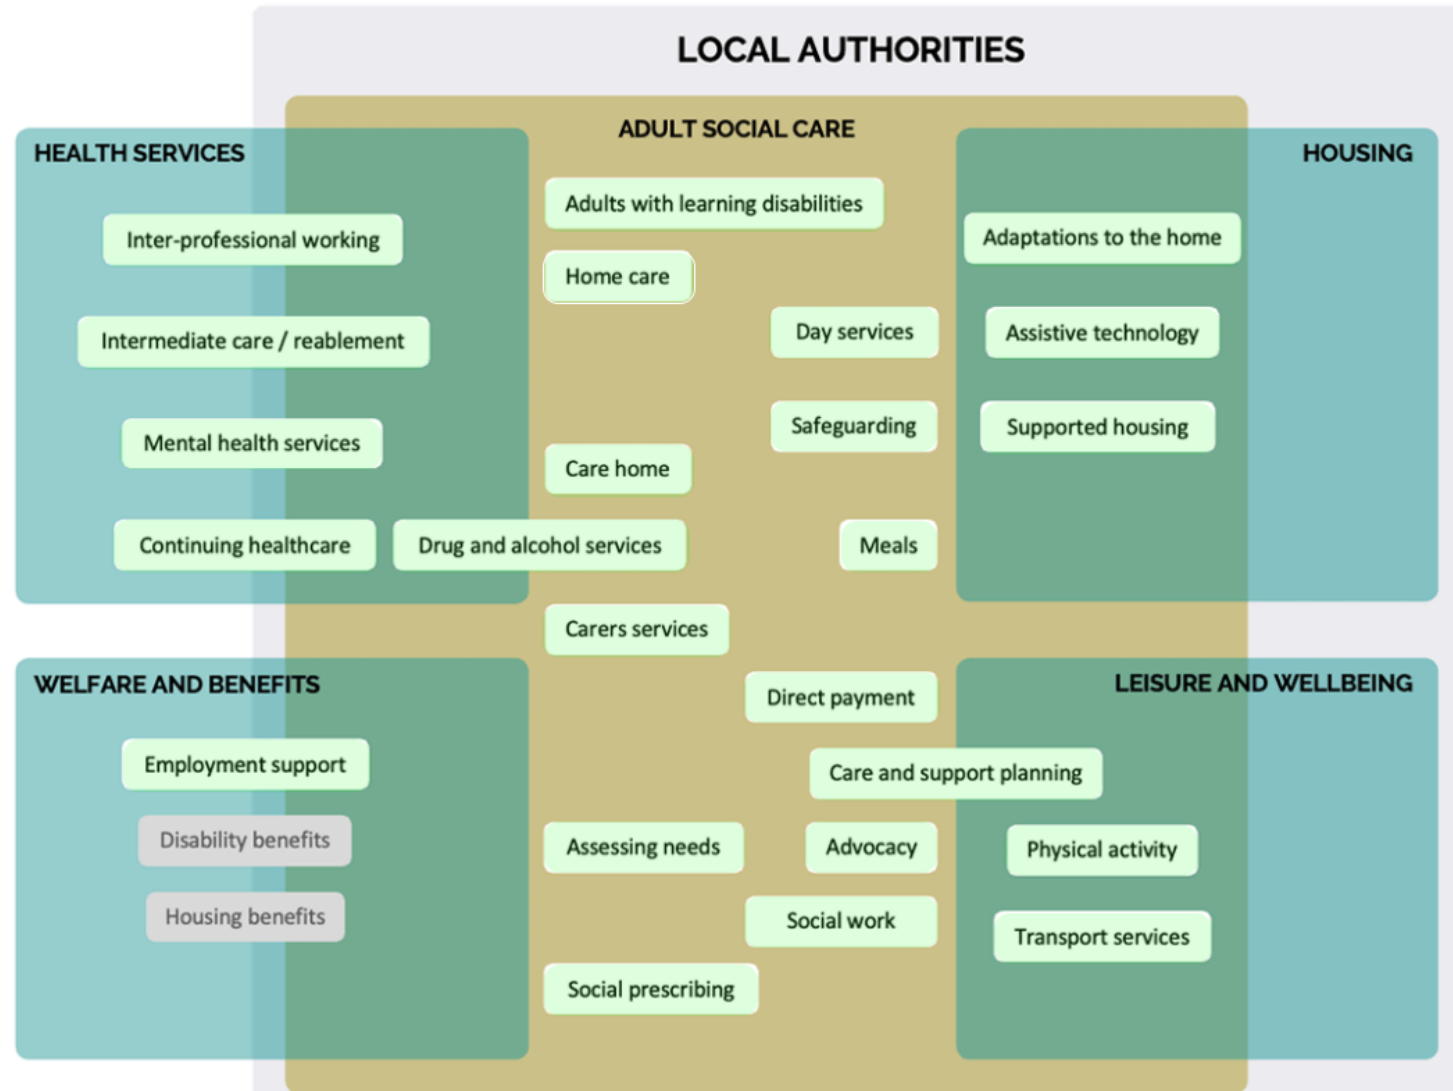 LOCAL AUTHORITIES
ADULT SOCIAL CARE
HEALTH SERVICES
HOUSING
Adults with learning disabilities
Inter-professional working
Adaptations to the home
Home care
Day services
Assistive technology
Intermediate care / reablement
Safeguarding
Supported housing
Mental health services
Care home
Continuing healthcare
Drug and alcohol services
Meals
Carers services
WELFARE AND BENEFITS
LEISURE AND WELLBEING
Direct payment
Employment support
Care and support planning
Disability benefits
Assessing needs
Advocacy
Physical activity
Housing benefits
Social work
Transport services
Social prescribing